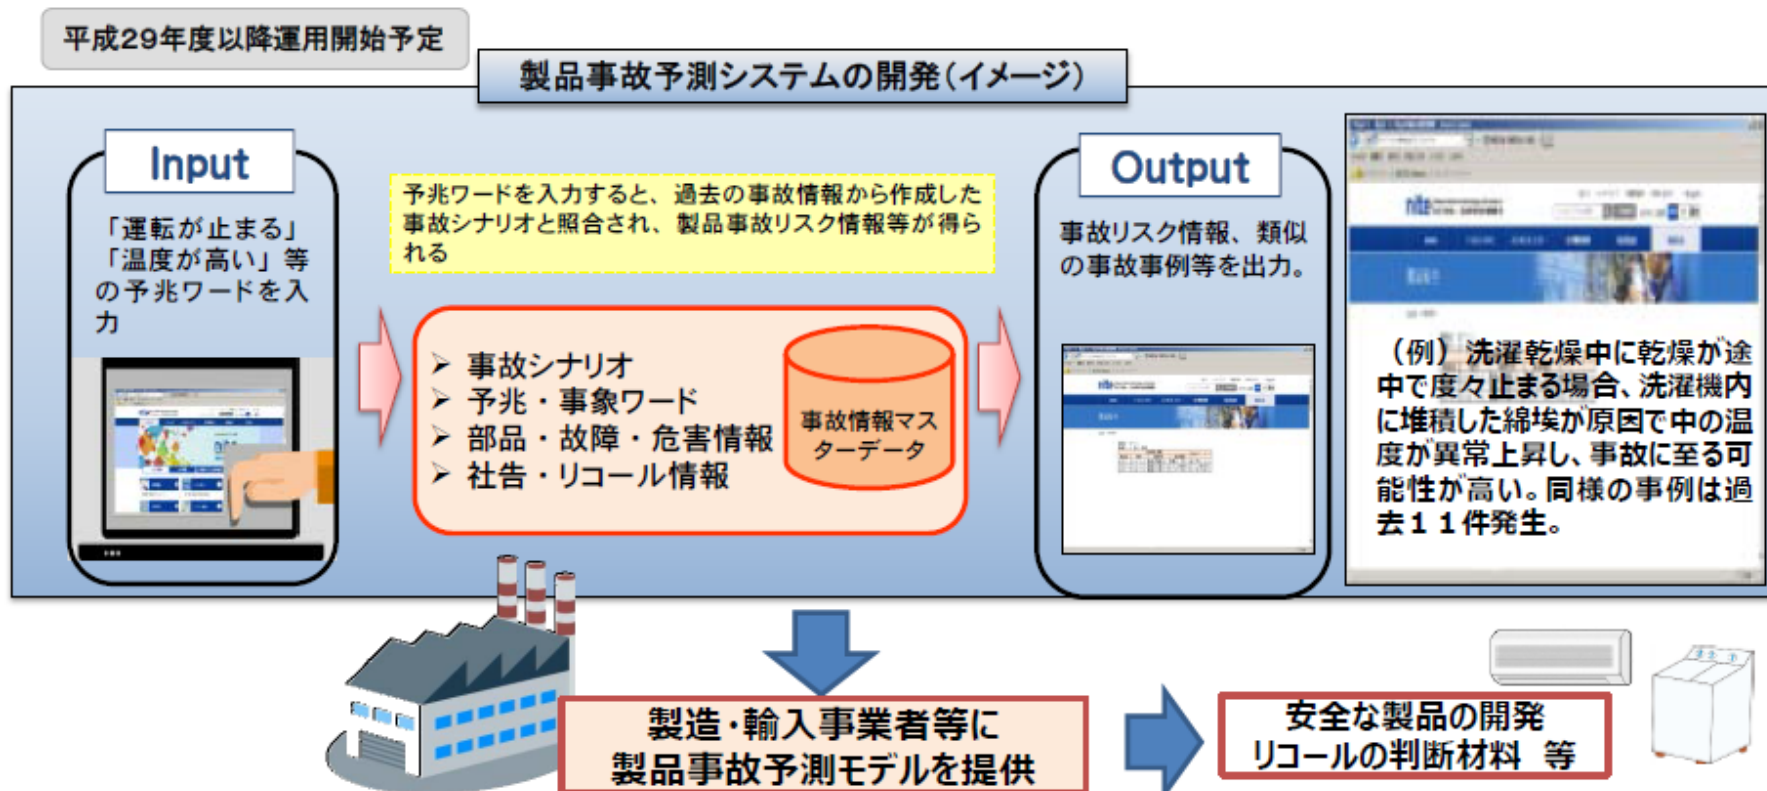 平成29年度以降運用開始予定
製品事故予測システムの開発(イメージ)
Input
「運転が止まる」
「温度が高い」等
の予兆ワードを入
力
予兆ワードを入力すると、過去の事故情報から作成した
事故シナリオと照合され、製品事故リスク情報等が得ら
れる
➢ 事故シナリオ
➢ 予兆・事象ワード
➢ 部品・故障・危害情報
➢ 社告・リコール情報
事故情報マス
ターデータ
Output
事故リスク情報、類似
の事故事例等を出力。
nite
nite
(例)洗濯乾燥中に乾燥が途
中で度々止まる場合、洗濯機内
に堆積した綿埃が原因で中の温
度が異常上昇し、事故に至る可
能性が高い。同様の事例は過
去11件発生。
製造・輸入事業者等に
製品事故予測モデルを提供
安全な製品の開発
リコールの判断材料 等